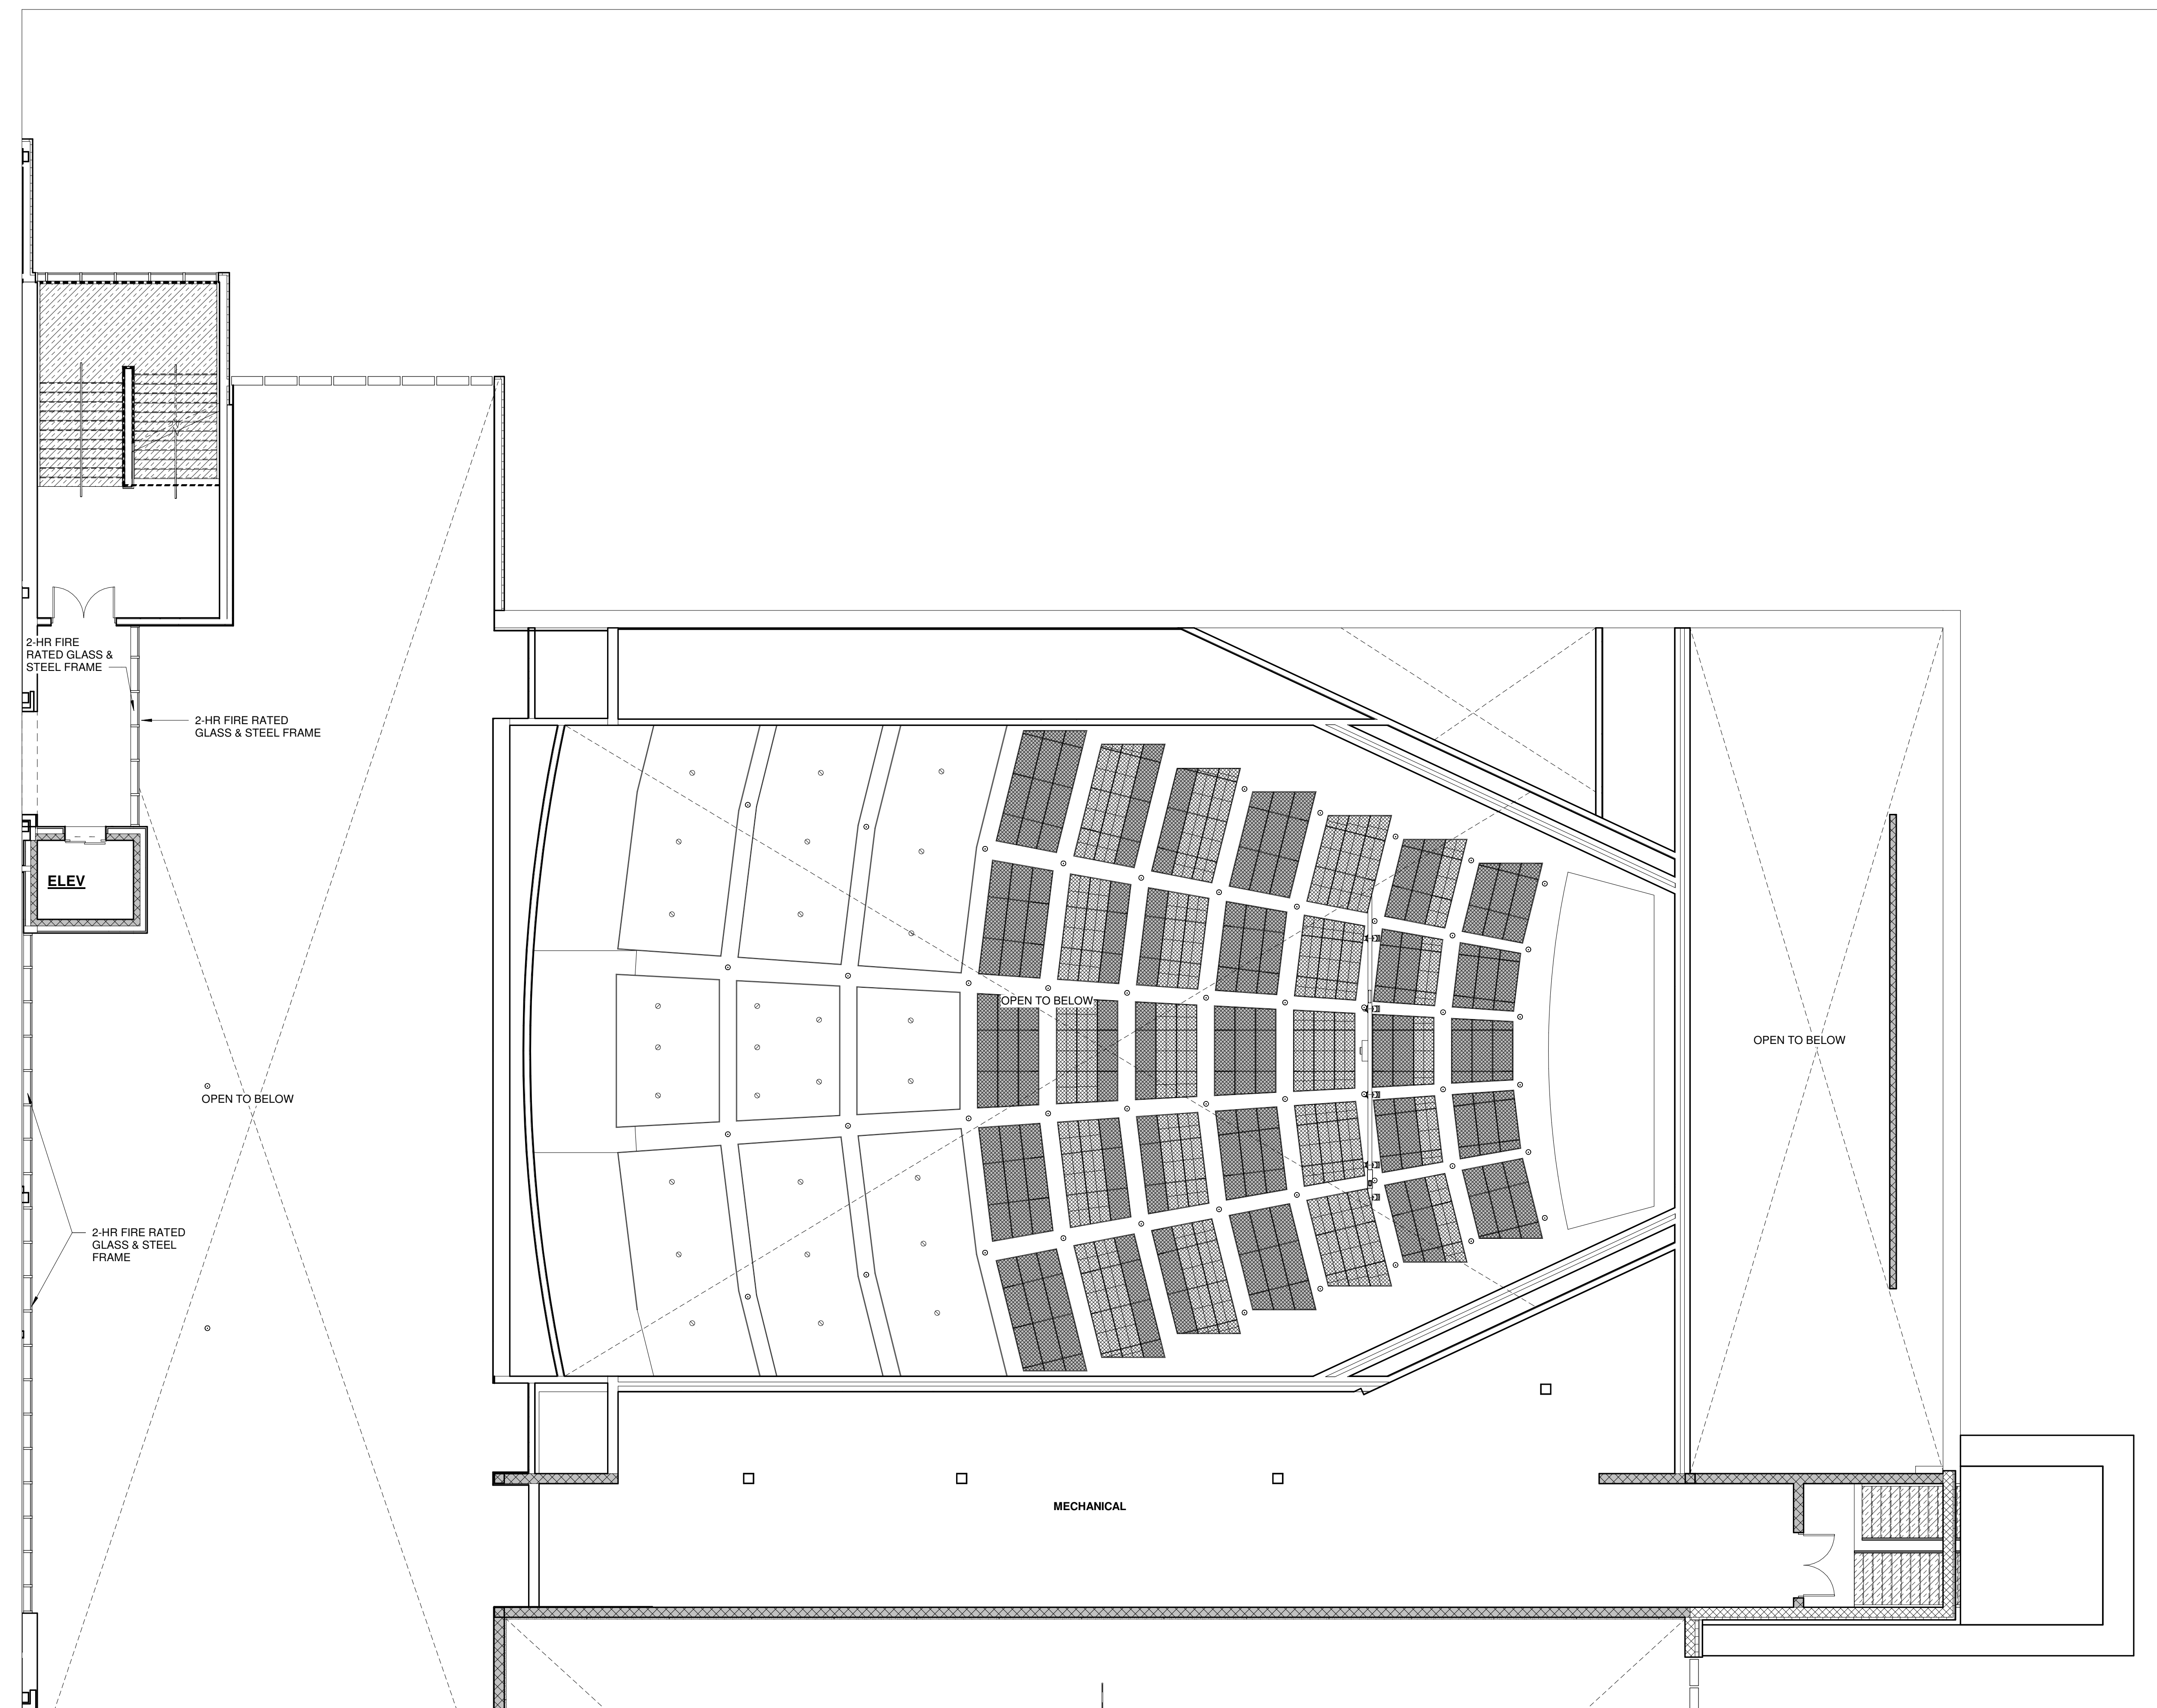 2-HR FIRE
RATED GLASS &
STEEL FRAME
2-HR FIRE RATED
GLASS & STEEL FRAME
ELEV
OPEN TO BELOW
OPEN TO BELOW
OPEN TO BELOW
2-HR FIRE RATED
GLASS & STEEL
FRAME
MECHANICAL